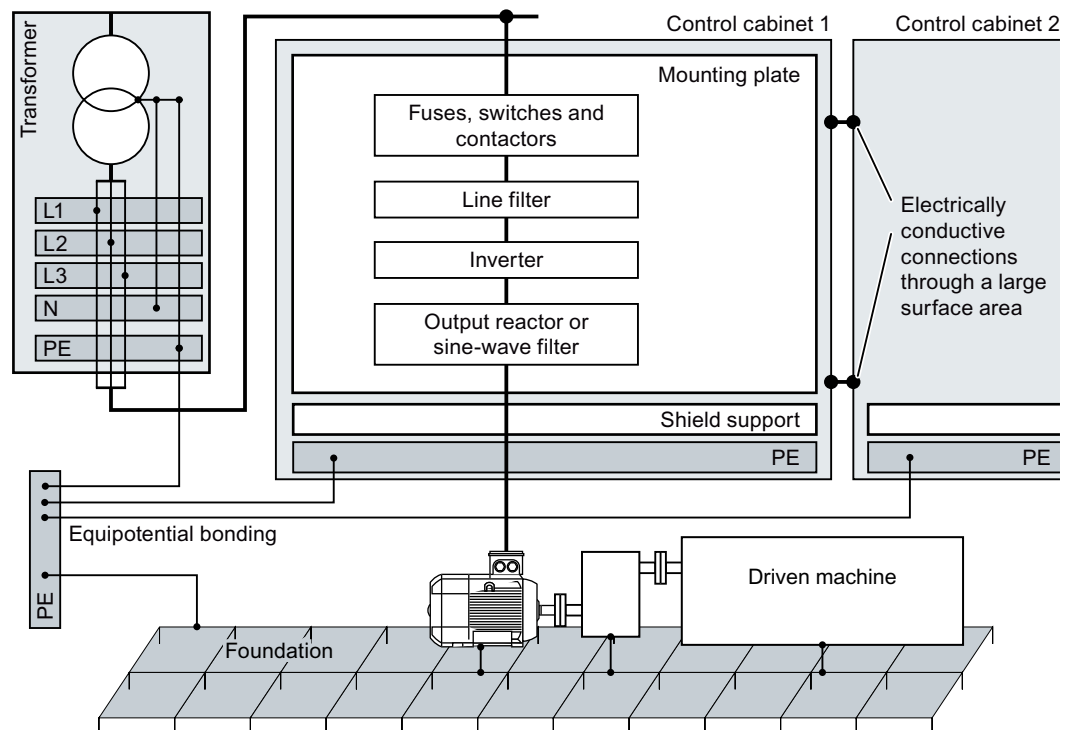 Transformer
L1
L2
L3
N
PE
Control cabinet 1
Control cabinet 2
Mounting plate
Fuses, switches and
contactors
Line filter
Inverter
Output reactor or
sine-wave filter
Electrically
conductive
connections
through a large
surface area
Shield support
PE
PE
Equipotential bonding
PE
Driven machine
Foundation